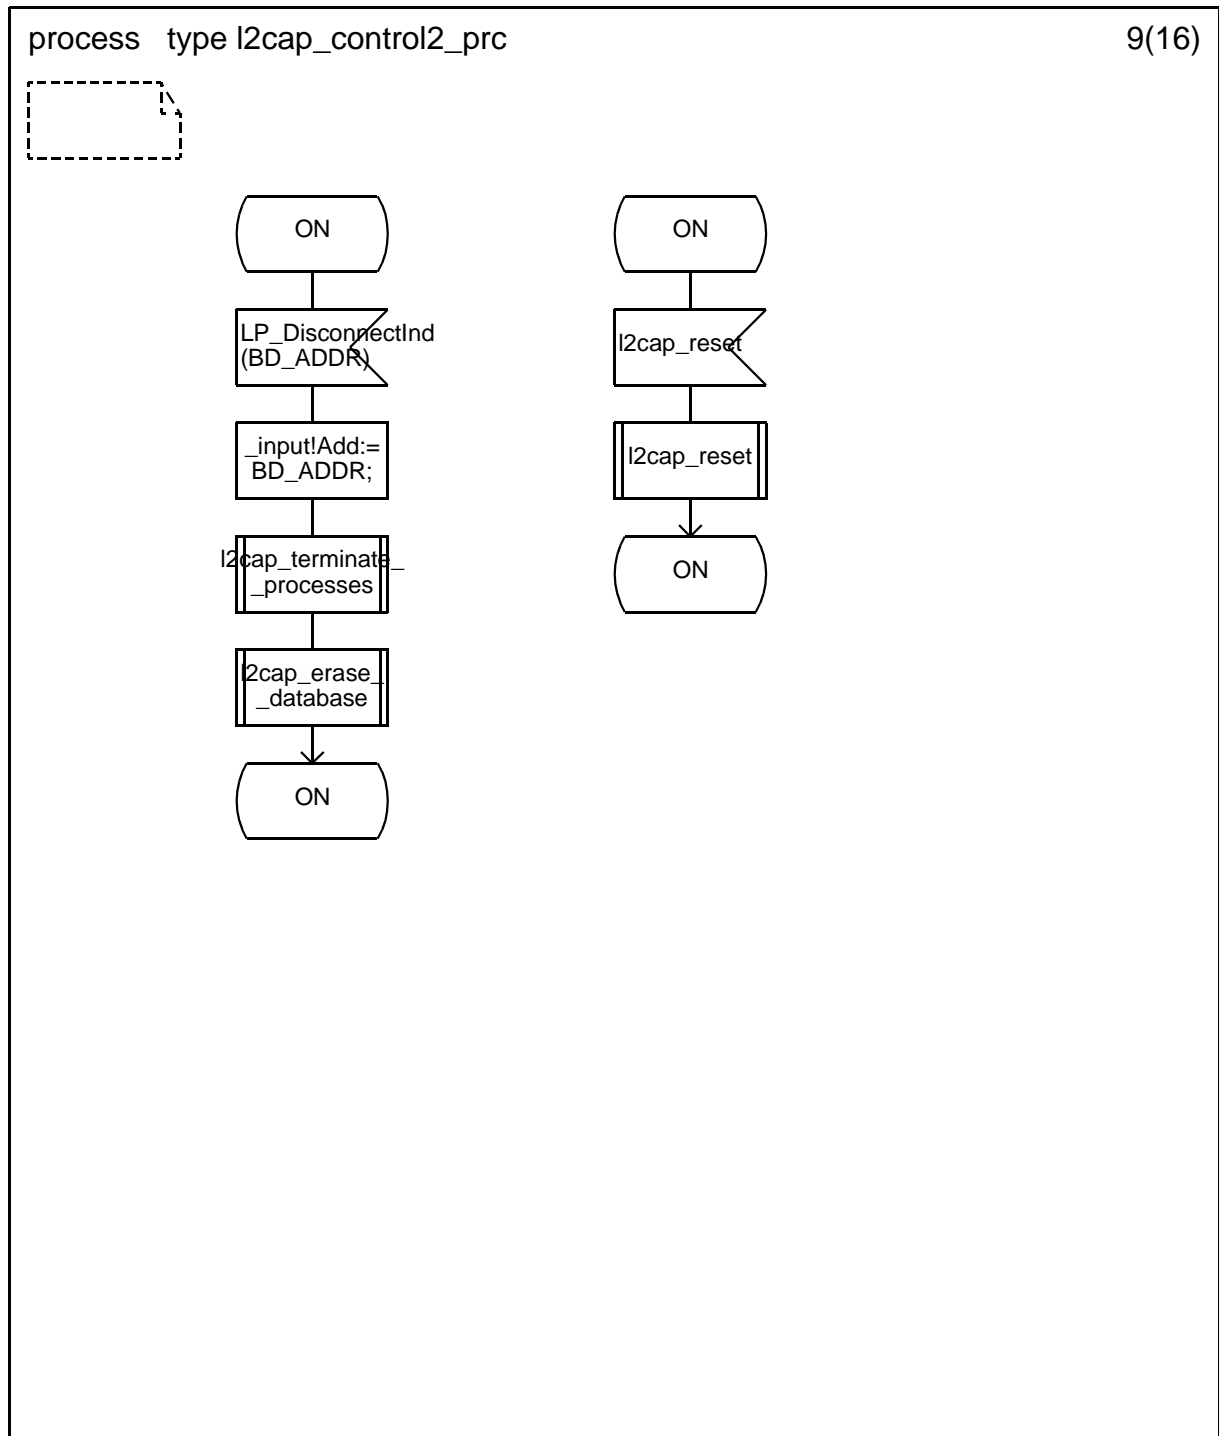 process type l2cap_control2_prc
9(16)
ON
LP_DisconnectInd
(BD_ADDR)
_input!Add:=
BD_ADDR;
l2cap_terminate_
_processes
l2cap_erase_
_database
ON
ON
l2cap_reset
l2cap_reset
ON